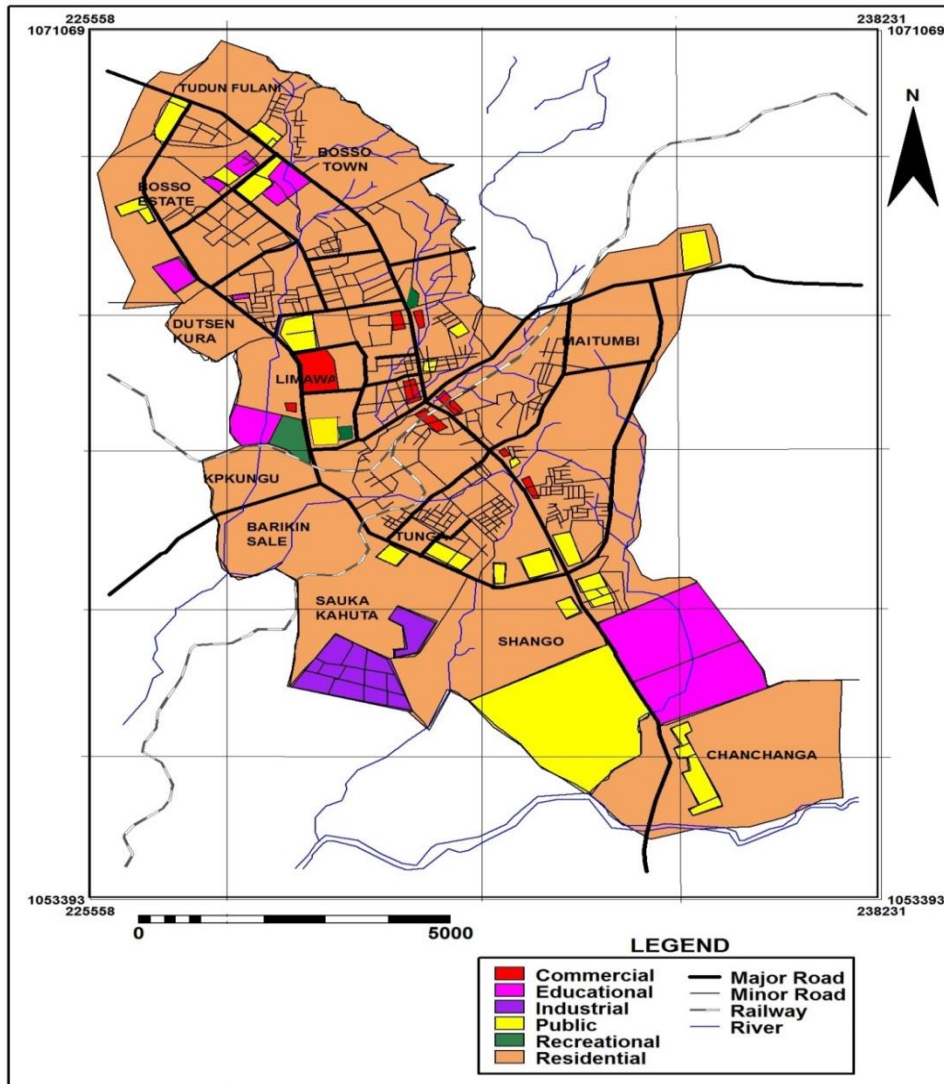 225558
238231
1071069
1071069
N
TUDUN FULANI
BOSSO
TOWN
BOSSO
ESTATE
DUTSEN
KURA
MAITUMBI
LIMAWA
KPKUNGU
BARIKIN
SALE
TUNGA
SAUKA
KAHUTA
SHANGO
CHANCHANGA
1053393
1053393
225558
238231
0
5000
LEGEND
Commercial
Educational
Industrial
Public
Recreational
Residential
Major Road
Minor Road
Railway
River